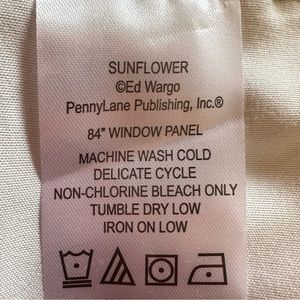 SUNFLOWER
©Ed Wargo
PennyLane Publishing, Inc.®
84" WINDOW PANEL
MACHINE WASH COLD
DELICATE CYCLE
NON-CHLORINE BLEACH ONLY
TUMBLE DRY LOW
IRON ON LOW